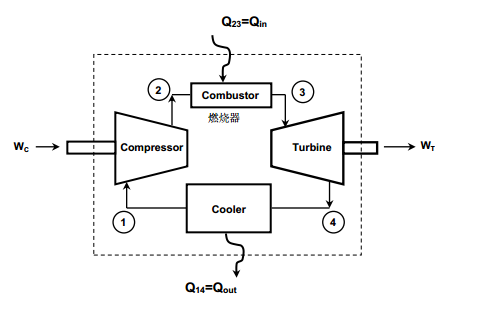 Q23=Qin
2
Combustor
3
燃烧器
Wc
Compressor
Turbine
WT
Cooler
1
4
Q14=Qout